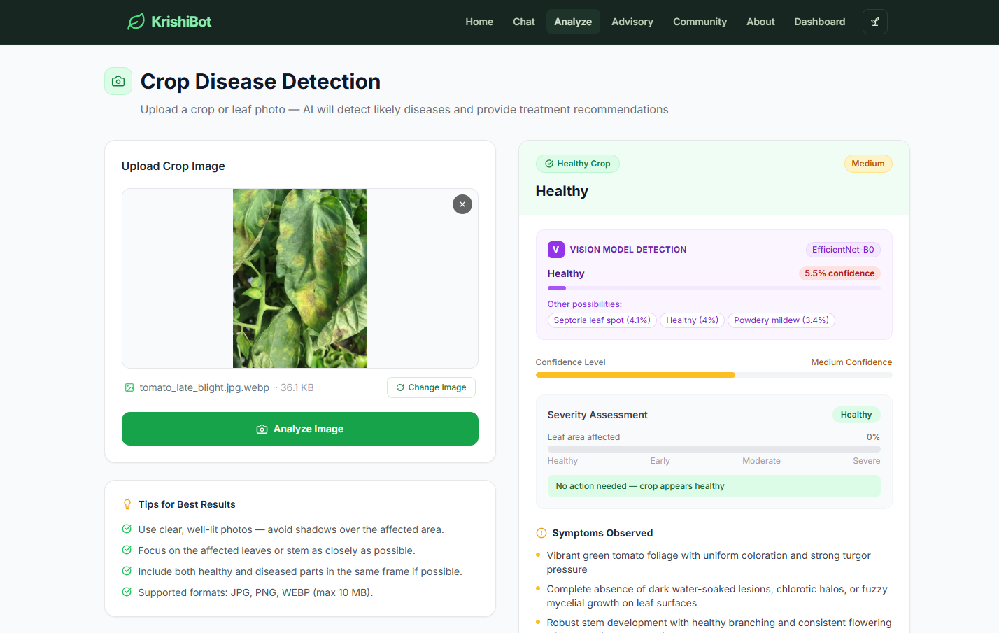 KrishiBot
Home
Chat
Analyze
Advisory
Community
About
Dashboard
Crop Disease Detection
Upload a crop or leaf photo — AI will detect likely diseases and provide treatment recommendations
Upload Crop Image
tomato_late_blight.jpg.webp · 36.1 KB
Change Image
Analyze Image
Tips for Best Results
Use clear, well-lit photos — avoid shadows over the affected area.
Focus on the affected leaves or stem as closely as possible.
Include both healthy and diseased parts in the same frame if possible.
Supported formats: JPG, PNG, WEBP (max 10 MB).
Healthy Crop
Medium
Healthy
V VISION MODEL DETECTION
EfficientNet-B0
Healthy
5.5% confidence
Other possibilities:
Septoria leaf spot (4.1%)
Healthy (4%)
Powdery mildew (3.4%)
Confidence Level
Medium Confidence
Severity Assessment
Healthy
Leaf area affected
0%
Healthy
Early
Moderate
Severe
No action needed — crop appears healthy
Symptoms Observed
Vibrant green tomato foliage with uniform coloration and strong turgor
pressure
Complete absence of dark water-soaked lesions, chlorotic halos, or fuzzy
mycelial growth on leaf surfaces
Robust stem development with healthy branching and consistent flowering